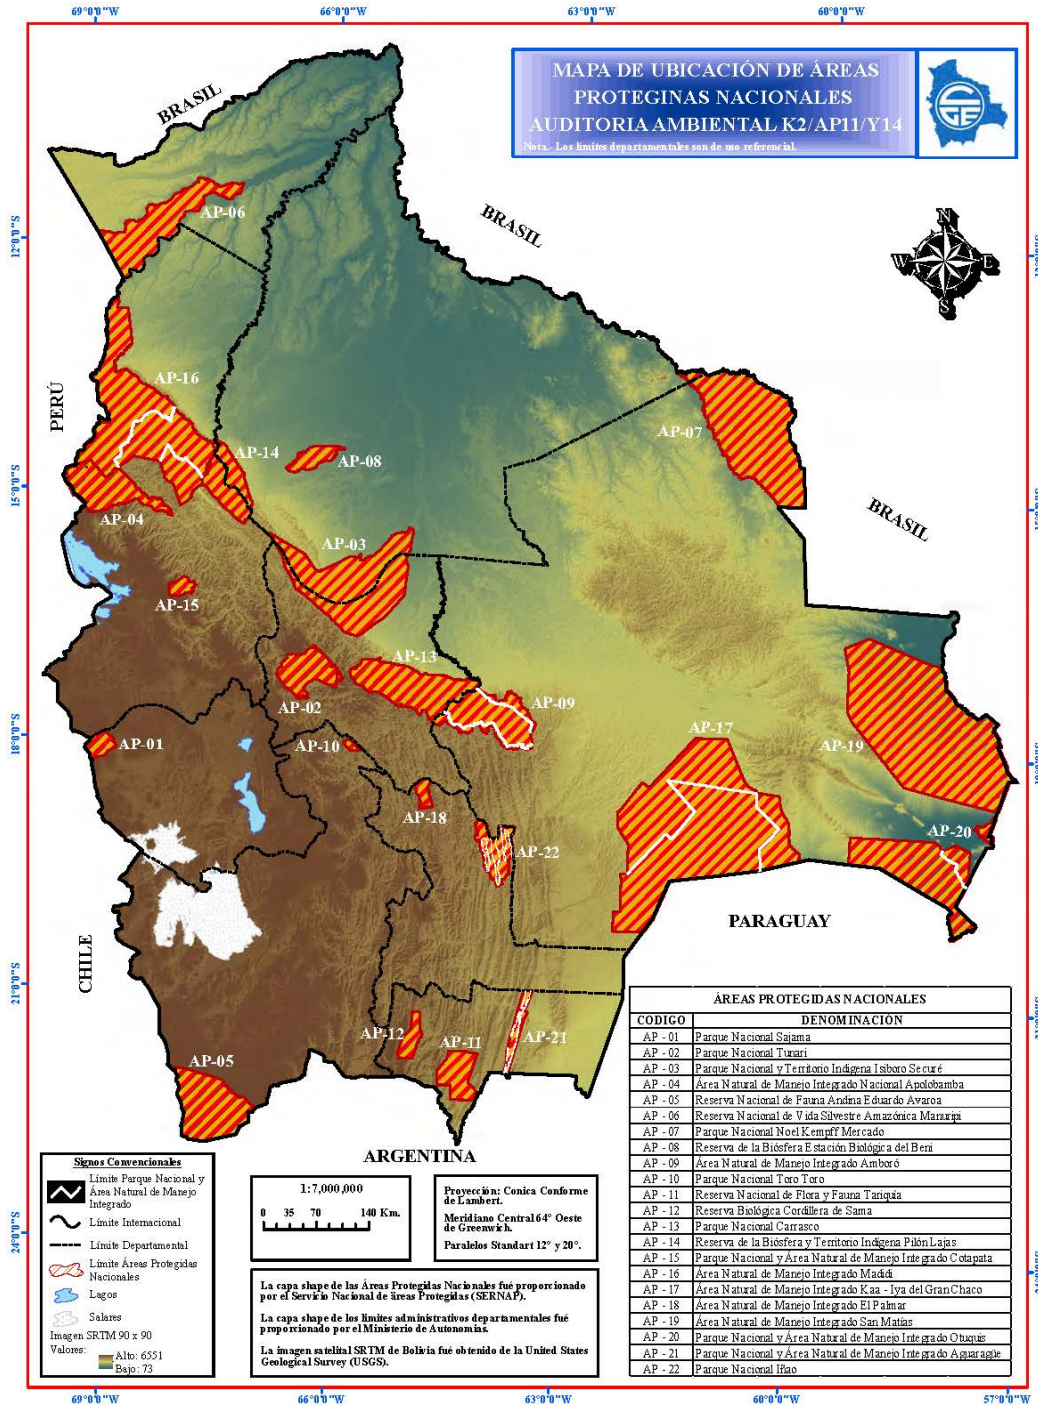 69°0'0"W 66°0'0"W 63°0'0"W 60°0'0"W
MAPA DE UBICACIÓN DE ÁREAS
PROTEGINAS NACIONALES
AUDITORIA AMBIENTAL K2/AP11/Y14
Nota.- Los limites departamentales son de uso referencial.
GE
BRASIL
BRASIL
BRASIL
PERÚ
CHILE
PARAGUAY
ARGENTINA
N
W E
S
12°0'0"S
15°0'0"S
18°0'0"S
21°0'0"S
24°0'0"S
AP-06
AP-16
AP-14
AP-08
AP-07
AP-04
AP-03
AP-15
AP-13
AP-02
AP-09
AP-01
AP-10
AP-17
AP-19
AP-18
AP-20
AP-22
AP-12
AP-11
AP-21
AP-05
ÁREAS PROTEGIDAS NACIONALES
CODIGO DENOMINACIÓN
AP - 01 Parque Nacional Sajama
AP - 02 Parque Nacional Tunari
AP - 03 Parque Nacional y Territorio Indígena Isiboro Securé
AP - 04 Área Natural de Manejo Integrado Nacional Apolobamba
AP - 05 Reserva Nacional de Fauna Andina Eduardo Avaroa
AP - 06 Reserva Nacional de Vida Silvestre Amazónica Manuripi
AP - 07 Parque Nacional Noel Kempff Mercado
AP - 08 Reserva de la Biósfera Estación Biológica del Beni
AP - 09 Área Natural de Manejo Integrado Amboró
AP - 10 Parque Nacional Toro Toro
AP - 11 Reserva Nacional de Flora y Fauna Tariquía
AP - 12 Reserva Biológica Cordillera de Sama
AP - 13 Parque Nacional Carrasco
AP - 14 Reserva de la Biósfera y Territorio Indígena Pilón Lajas
AP - 15 Parque Nacional y Área Natural de Manejo Integrado Cotapata
AP - 16 Área Natural de Manejo Integrado Madidi
AP - 17 Área Natural de Manejo Integrado Kaa - Iya del Gran Chaco
AP - 18 Área Natural de Manejo Integrado El Palmar
AP - 19 Área Natural de Manejo Integrado San Matías
AP - 20 Parque Nacional y Área Natural de Manejo Integrado Otuquis
AP - 21 Parque Nacional y Área Natural de Manejo Integrado Aguaragüe
AP - 22 Parque Nacional Iñao
Signos Convencionales
Límite Parque Nacional y
Área Natural de Manejo
Integrado
Límite Internacional
Límite Departamental
Límite Áreas Protegidas
Nacionales
Lagos
Salares
Imagen SRTM 90 x 90
Valores:
Alto: 6551
Bajo: 73
1:7,000,000
0 35 70 140 Km.
Proyección: Conica Conforme
de Lambert.
Meridiano Central 64° Oeste
de Greenwich.
Paralelos Standart 12° y 20°.
La capa shape de las Áreas Protegidas Nacionales fué proporcionado
por el Servicio Nacional de áreas Protegidas (SERNAP).
La capa shape de los limites administrativos departamentales fué
proporcionado por el Ministerio de Autonomías.
La imagen satelital SRTM de Bolivia fué obtenido de la United States
Geological Survey (USGS).
69°0'0"W 66°0'0"W 63°0'0"W 60°0'0"W 57°0'0"W